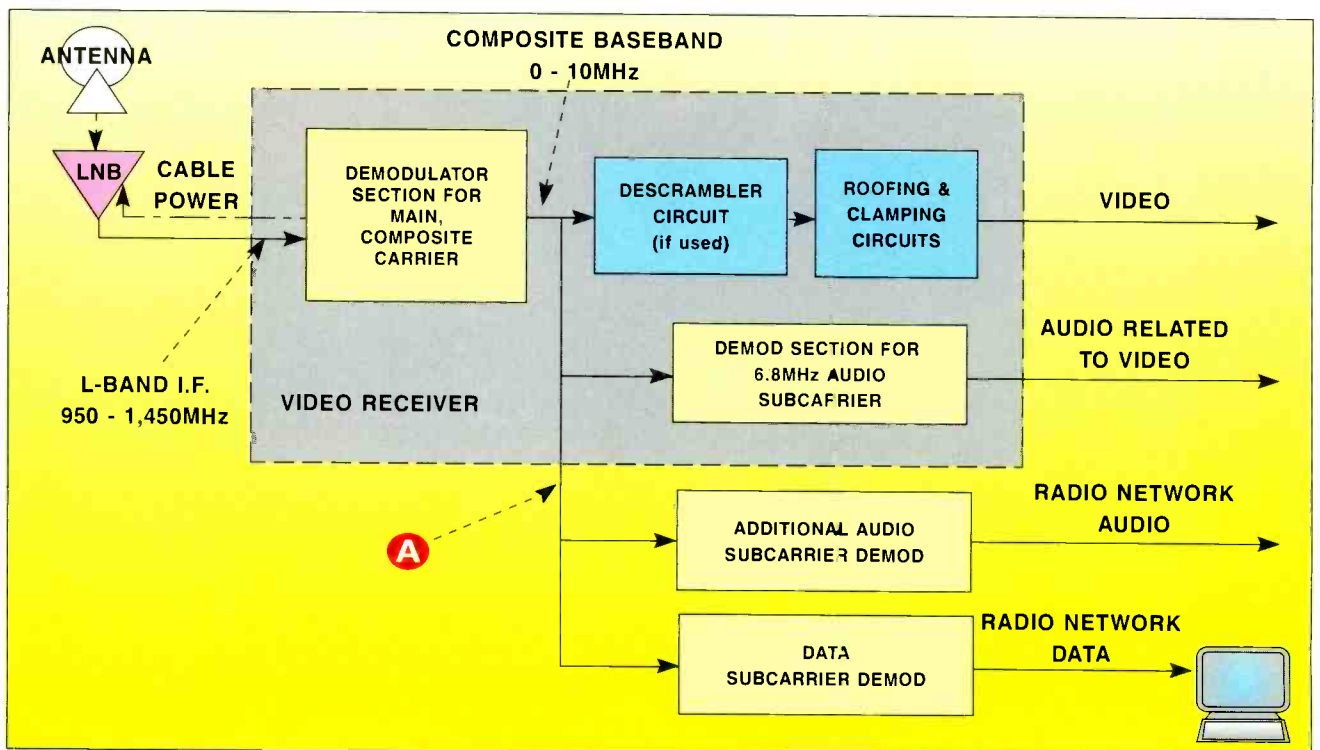 COMPOSITE BASEBAND
0 - 10MHz
ANTENNA
LNB
CABLE
POWER
DEMODULATOR
SECTION FOR
MAIN,
COMPOSITE
CARRIER
DESCRAMBLER
CIRCUIT
(if used)
ROOFING &
CLAMPING
CIRCUITS
VIDEO
L-BAND I.F.
950 - 1,450MHz
VIDEO RECEIVER
DEMOD SECTION FOR
6.8MHz AUDIO
SUBCARRIER
AUDIO RELATED
TO VIDEO
A
ADDITIONAL AUDIO
SUBCARRIER DEMOD
RADIO NETWORK
AUDIO
DATA
SUBCARRIER DEMOD
RADIO NETWORK
DATA